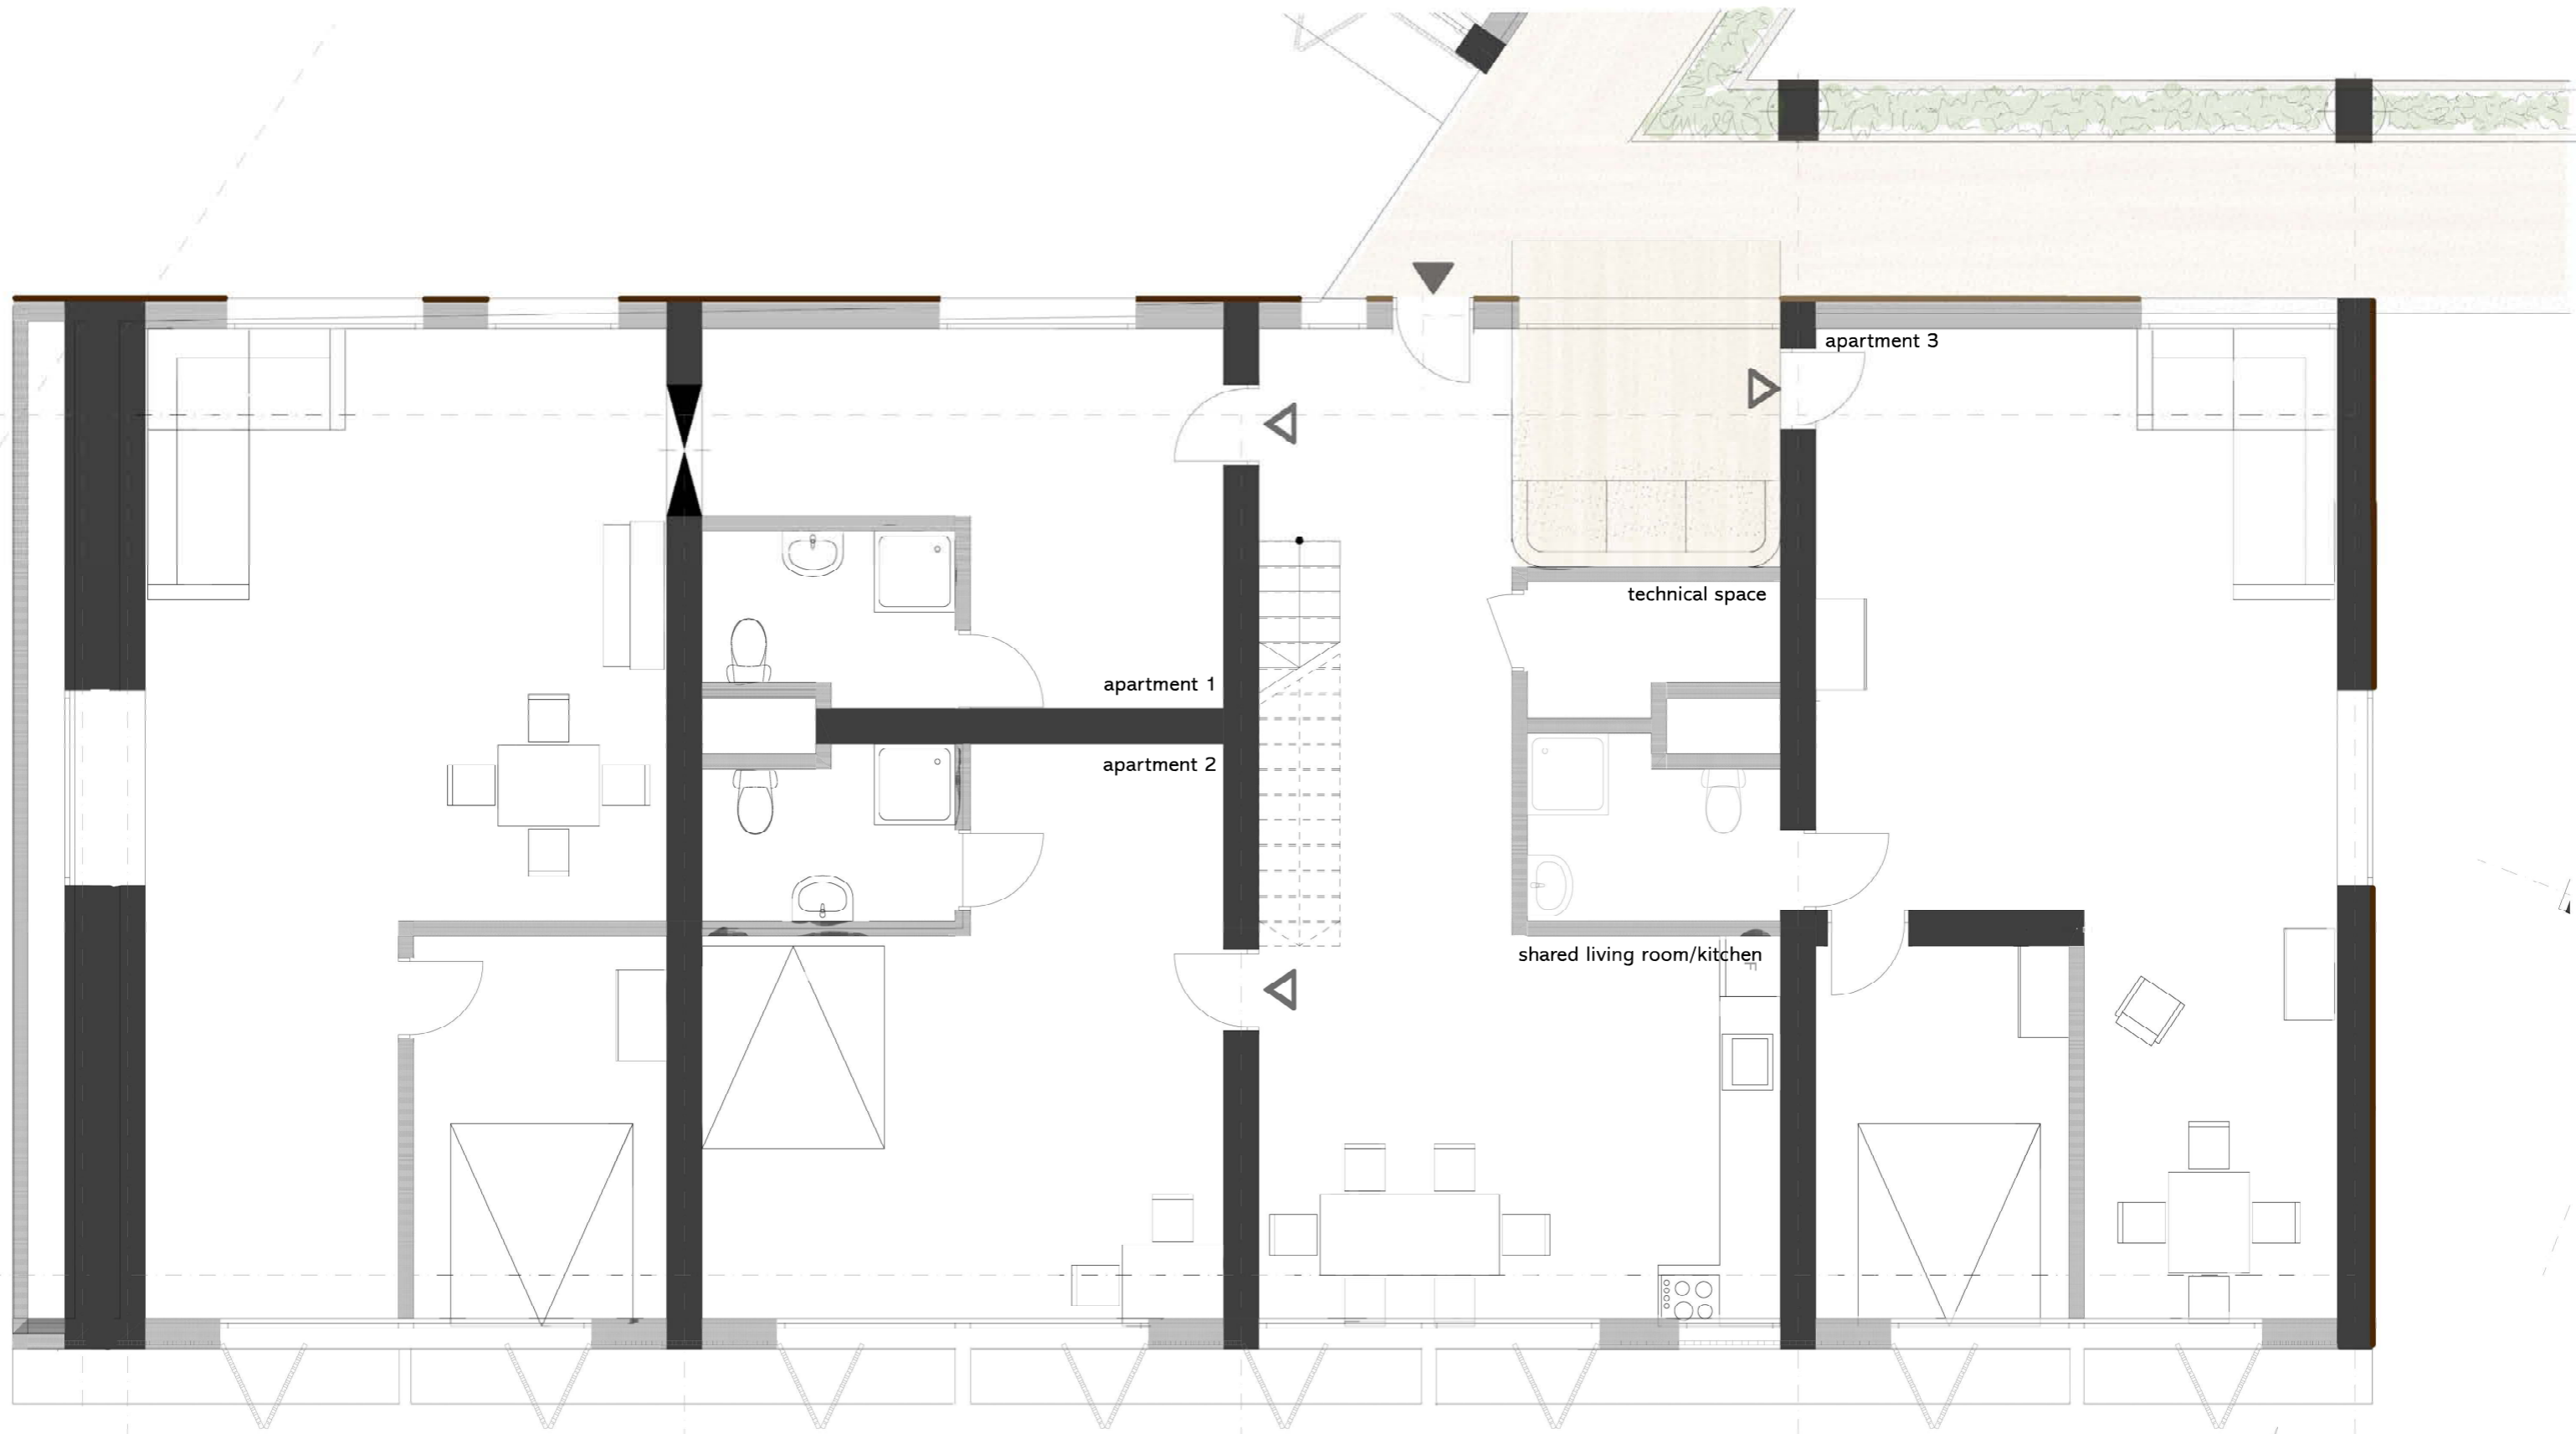 apartment 3
technical space
apartment 1
apartment 2
shared living room/kitchen
F